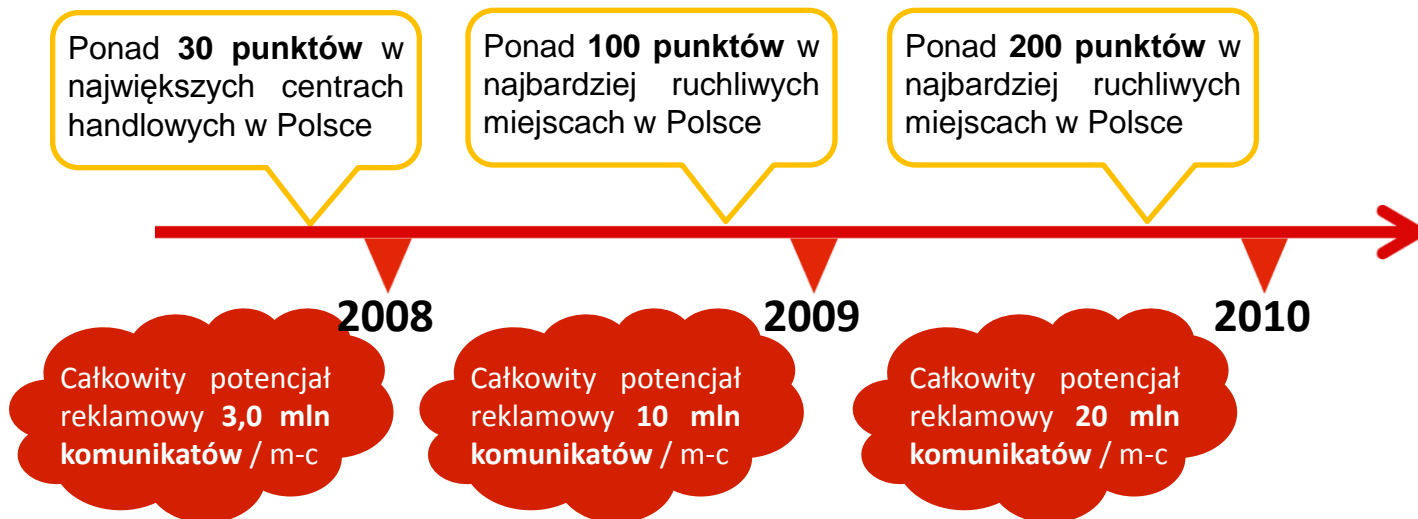 Ponad 30 punktów w
największych centrach
handlowych w Polsce
Ponad 100 punktów w
najbardziej ruchliwych
miejscach w Polsce
Ponad 200 punktów w
najbardziej ruchliwych
miejscach w Polsce
2008
2009
2010
Całkowity potencjał
reklamowy 3,0 mln
komunikatów / m-c
Całkowity potencjał
reklamowy 10 mln
komunikatów / m-c
Całkowity potencjał
reklamowy 20 mln
komunikatów / m-c